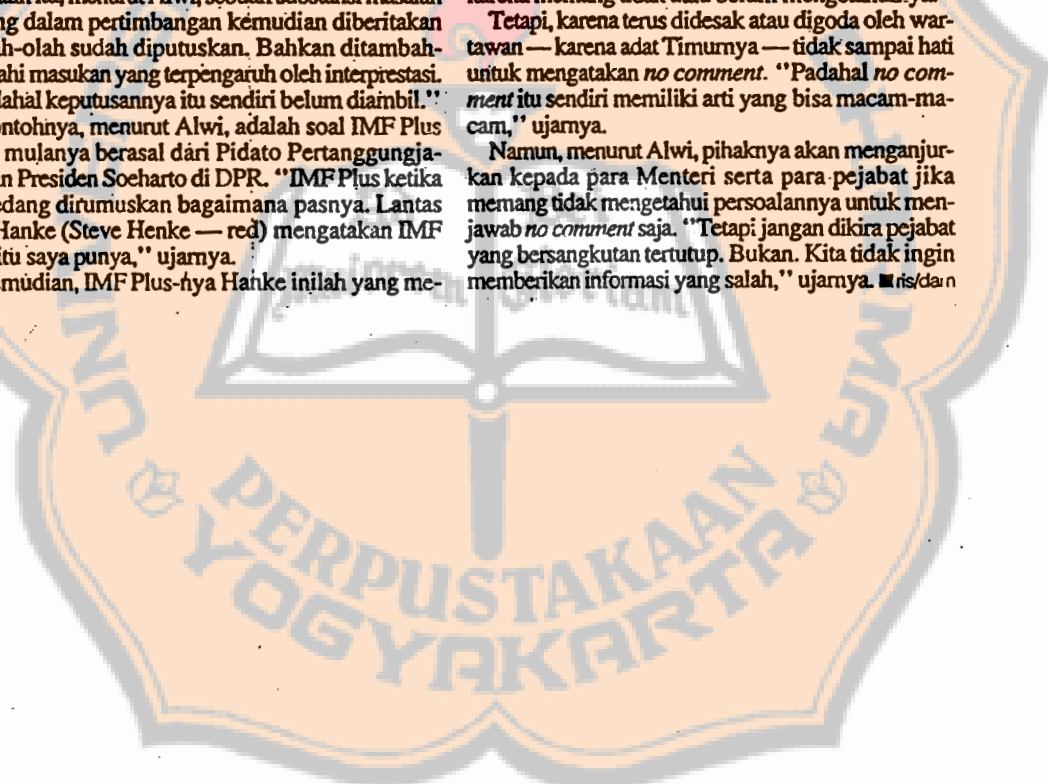 ng dalam pertimbangan kemudian diberitakan
h-olah sudah diputuskan. Bahkan ditambah-
ahi masukan yang terpengaruh oleh interprestasi.
lahal keputusannya itu sendiri belum diambil."
ontohnya, menurut Alwi, adalah soal IMF Plus
mulanya berasal dari Pidato Pertanggungja-
n Presiden Soeharto di DPR. "IMF Plus ketika
edang dirumuskan bagaimana pasnya. Lantas
Hanke (Steve Henke — red) mengatakan IMF
itu saya punya," ujarnya.
mudian, IMF Plus-nya Hanke inilah yang me-
Tetapi, karena terus didesak atau digoda oleh war-
tawan — karena adat Timurnya — tidak sampai hati
untuk mengatakan no comment. "Padahal no com-
ment itu sendiri memiliki arti yang bisa macam-ma-
cam," ujarnya.
Namun, menurut Alwi, pihaknya akan menganjur-
kan kepada para Menteri serta para pejabat jika
memang tidak mengetahui persoalannya untuk men-
jawab no comment saja. "Tetapi jangan dikira pejabat
yang bersangkutan tertutup. Bukan. Kita tidak ingin
memberikan informasi yang salah," ujarnya. ■ ris/dan
PERPUSTAKAAN
YOGYAKARTA